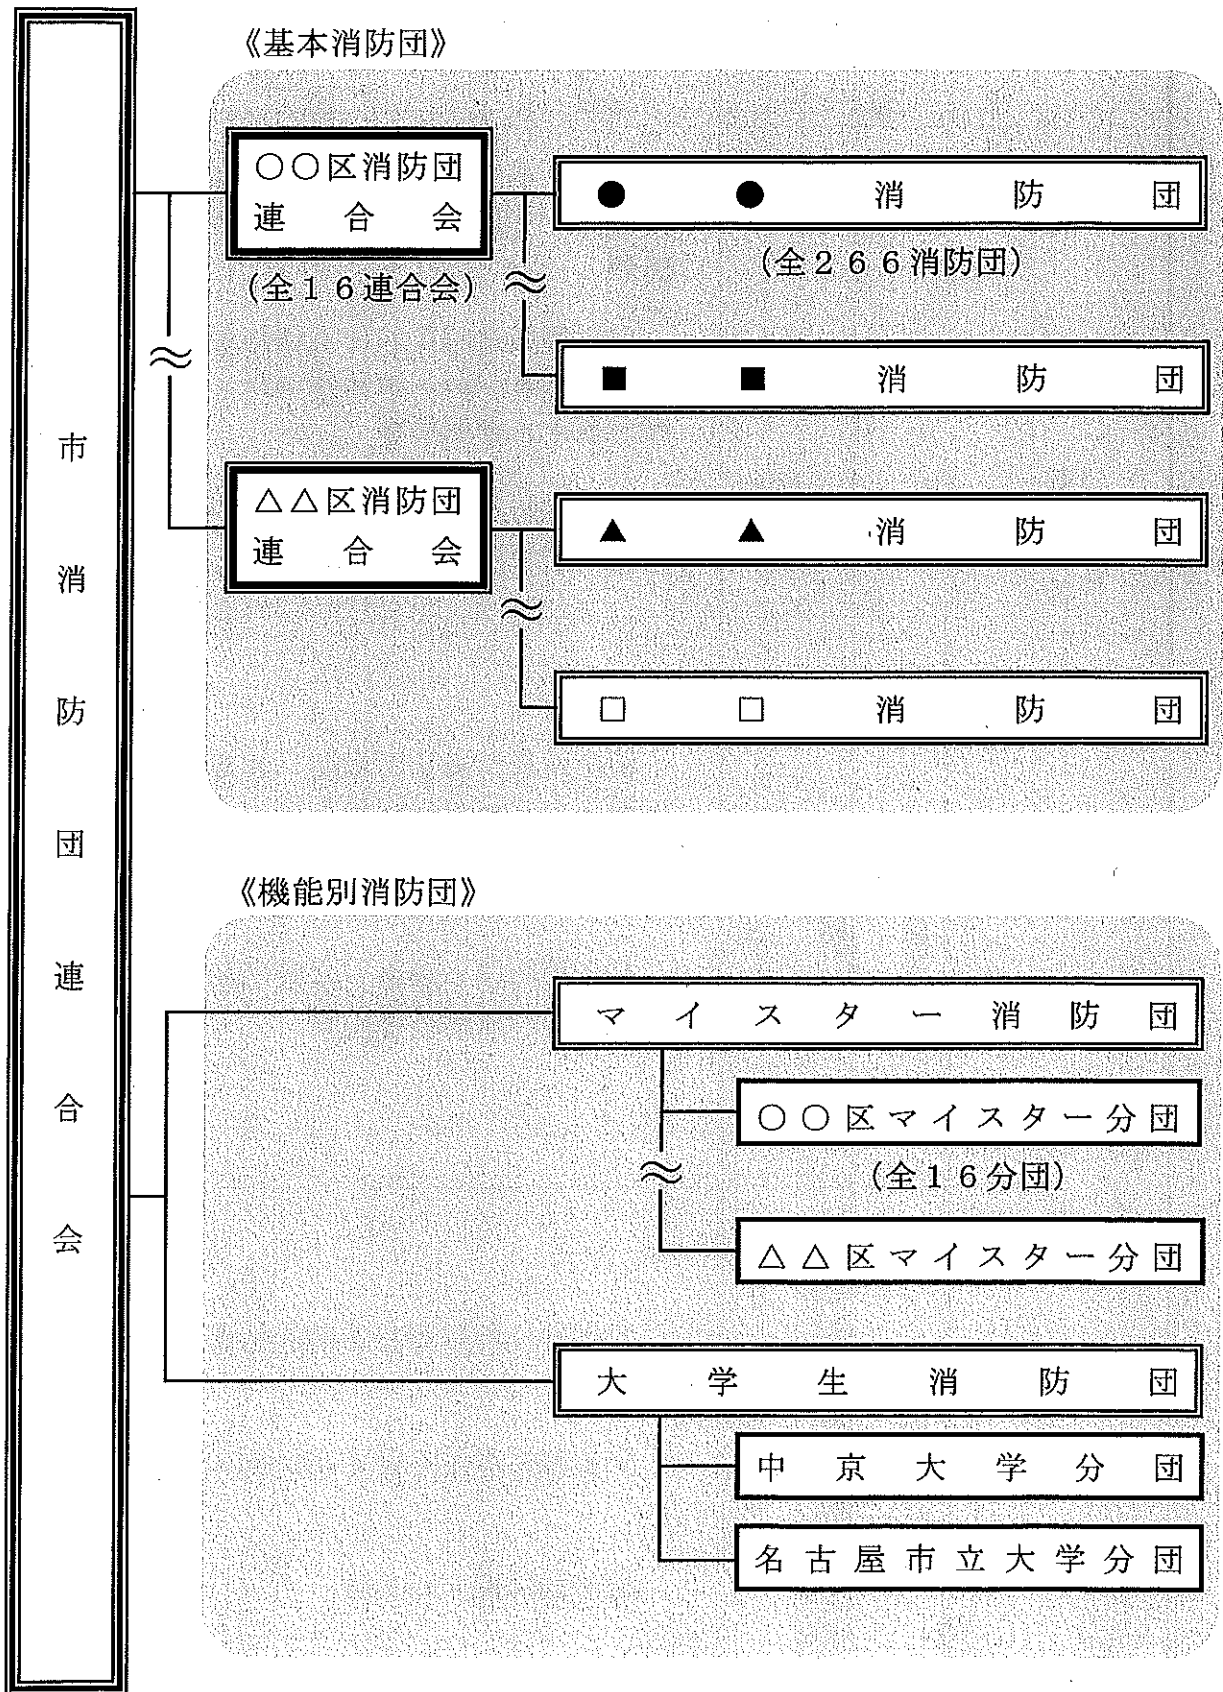 市消防団連合会
《基本消防団》
○○区消防団
連合会
(全16連合会)
●●消防団
(全266消防団)
■■消防団
△△区消防団
連合会
▲▲消防団
□□消防団
《機能別消防団》
マイスター消防団
○○区マイスター分団
(全16分団)
△△区マイスター分団
大学生消防団
中京大学分団
名古屋市立大学分団